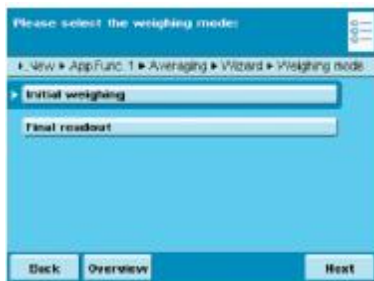 Please select the weighing mode:
New ▸ App.Func. 1 ▸ Averaging ▸ Wizard ▸ Weighing mode
Initial weighing
Final readout
Back Overview Next